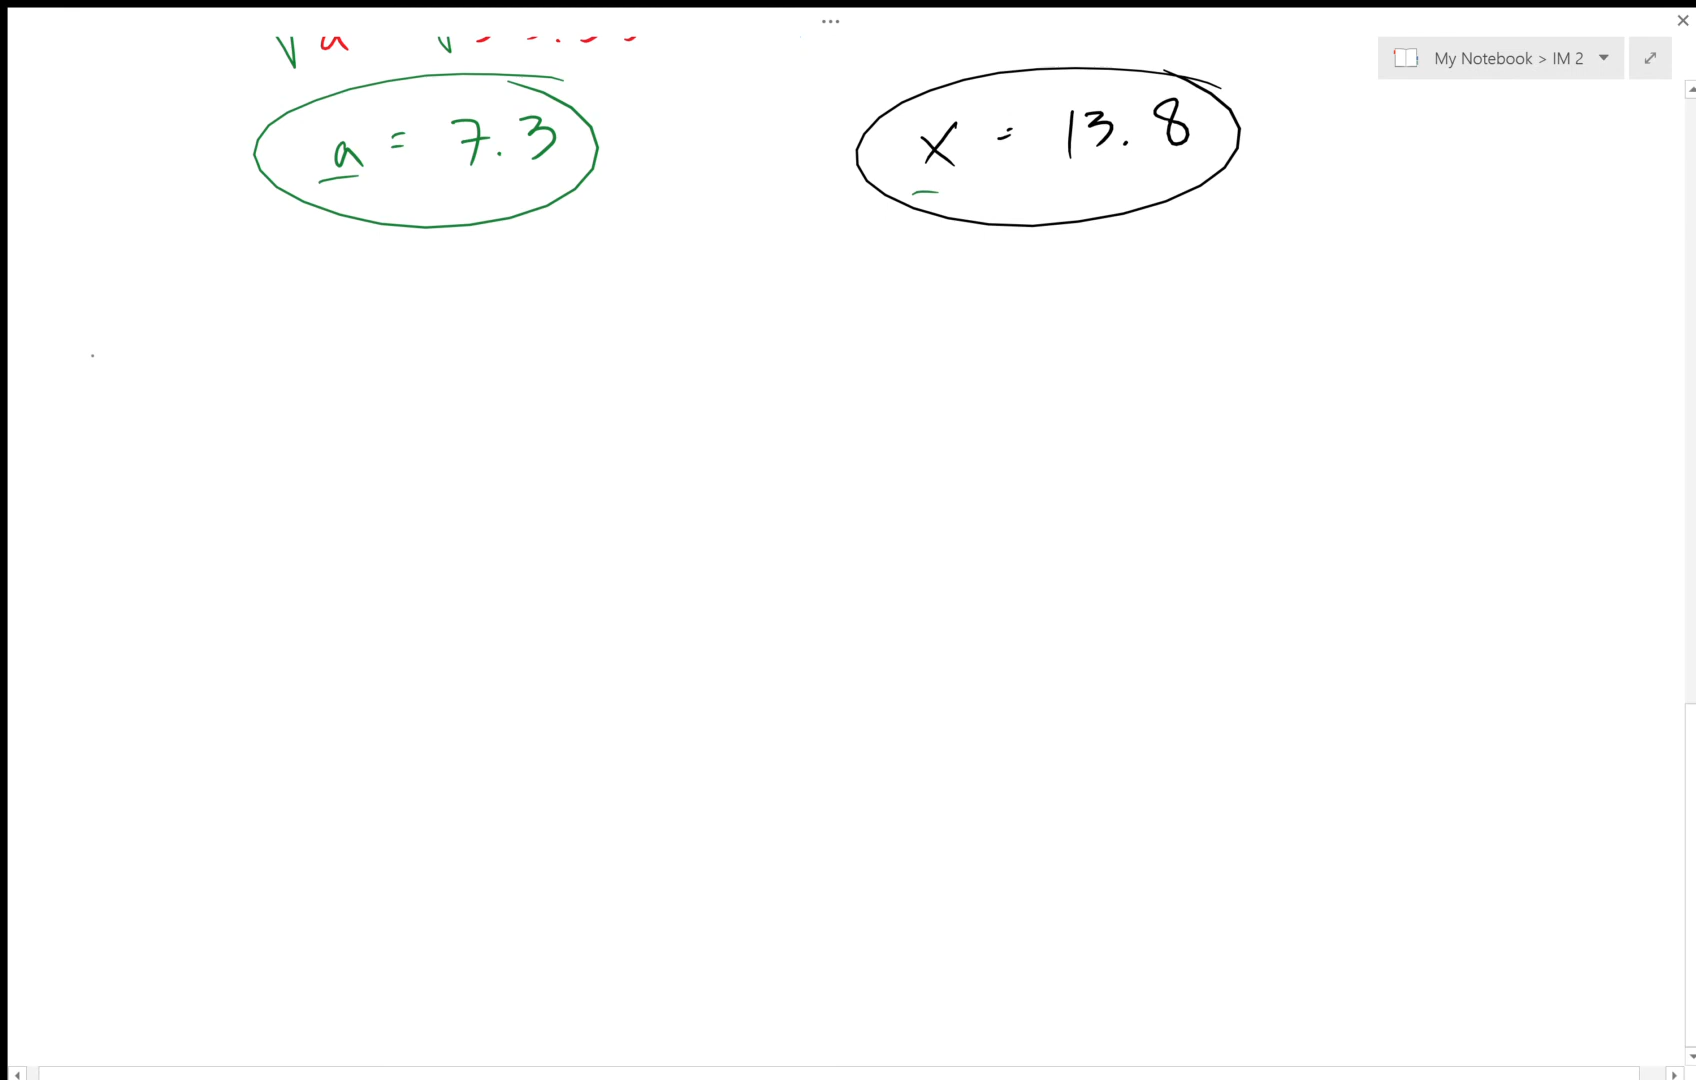 My Notebook > IM 2
a = 7.3
x = 13.8